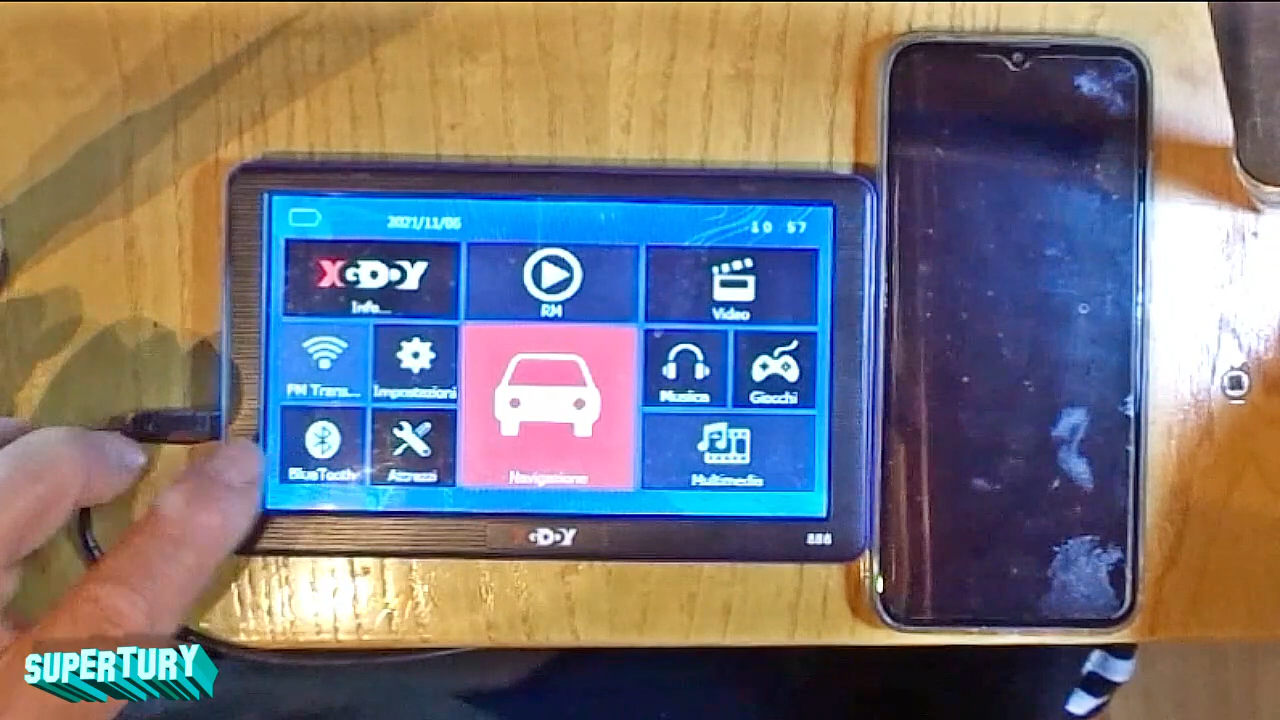 2021/11/06
10 57
XGODY
Info...
RM
Video
FM Trans...
Impostazioni
Navigazione
Musica
Giochi
BlueTooth
Attrezzi
Multimedia
XGODY
886
SUPERTURY